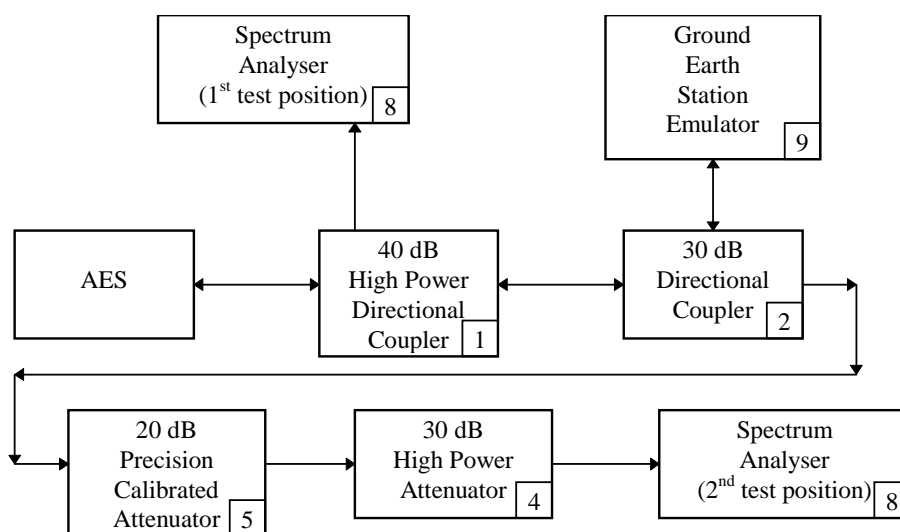 Spectrum
Analyser
(1st test position)
8
Ground
Earth
Station
Emulator
9
AES
40 dB
High Power
Directional
Coupler
1
30 dB
Directional
Coupler
2
20 dB
Precision
Calibrated
Attenuator
5
30 dB
High Power
Attenuator
4
Spectrum
Analyser
(2nd test position)
8